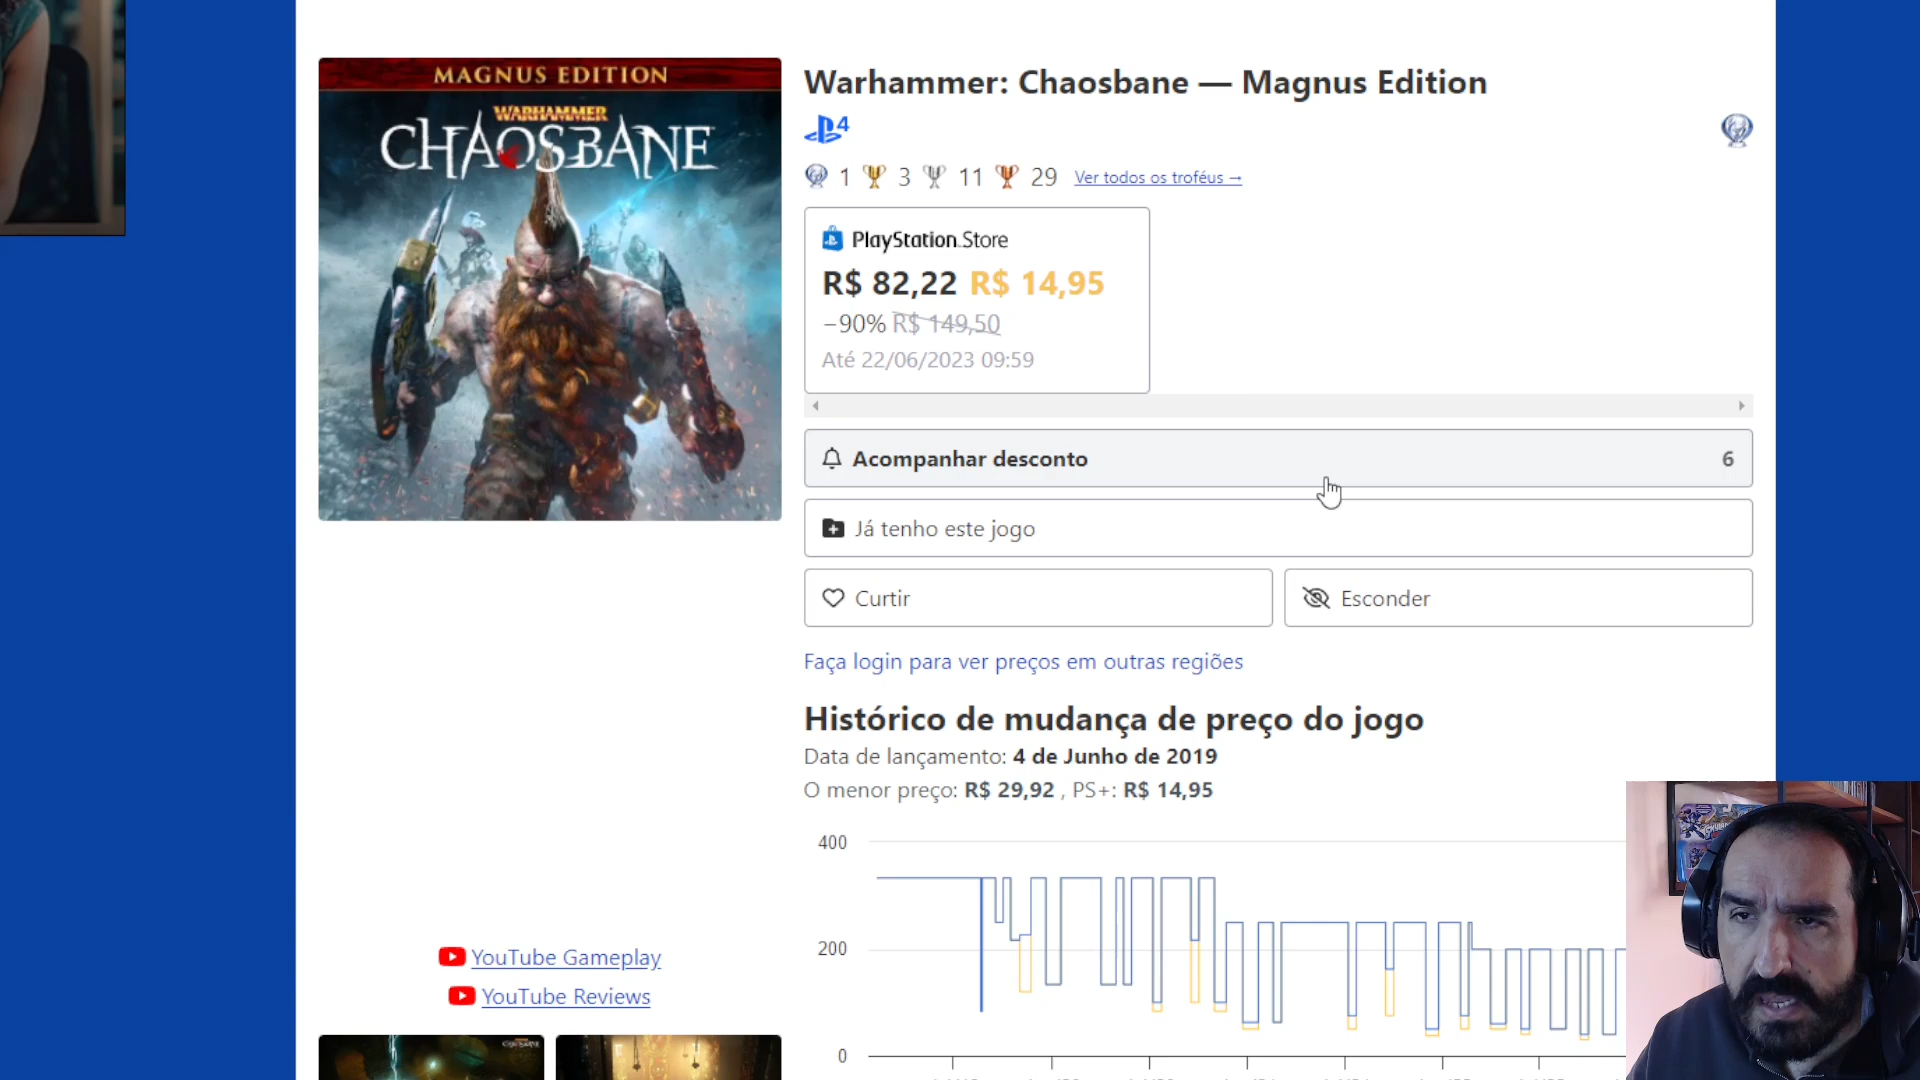 MAGNUS EDITION
WARHAMMER
CHAOSBANE
Warhammer: Chaosbane — Magnus Edition
4
1 3 11 29 Ver todos os troféus →
PlayStation Store
R$ 82,22 R$ 14,95
−90% R$ 149,50
Até 22/06/2023 09:59
Acompanhar desconto 6
Já tenho este jogo
Curtir
Esconder
Faça login para ver preços em outras regiões
Histórico de mudança de preço do jogo
Data de lançamento: 4 de Junho de 2019
O menor preço: R$ 29,92 , PS+: R$ 14,95
400
200
0
YouTube Gameplay
YouTube Reviews
CHAOSBANE